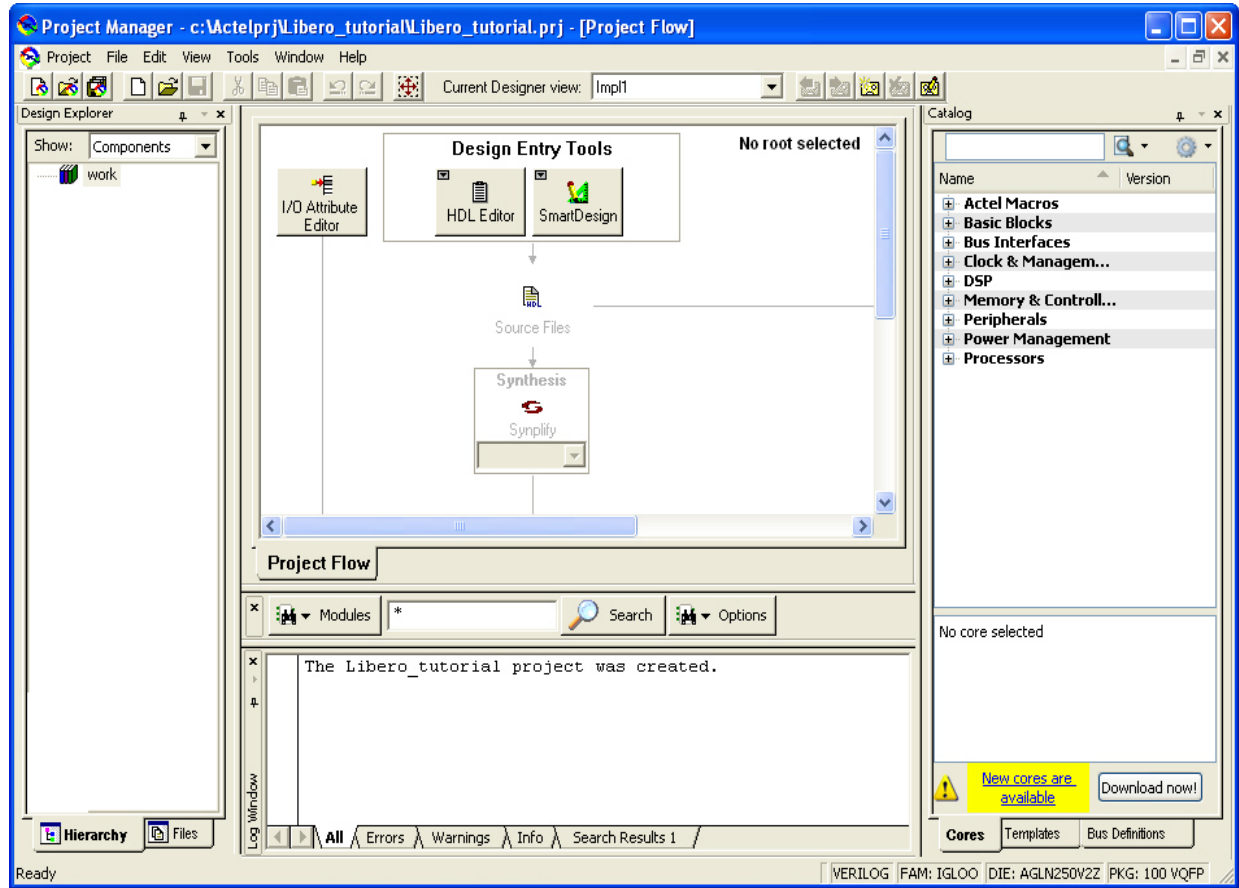 Project Manager - c:\Actelprj\Libero_tutorial\Libero_tutorial.prj - [Project Flow]
Project File Edit View Tools Window Help
Current Designer view: Impl1
Design Explorer
Show: Components
work
Hierarchy Files
No root selected
Design Entry Tools
I/O Attribute
Editor
HDL Editor SmartDesign
HDL
Source Files
Synthesis
Synplify
Project Flow
Modules * Search Options
The Libero_tutorial project was created.
Log Window
All Errors Warnings Info Search Results 1
Catalog
Name Version
Actel Macros
Basic Blocks
Bus Interfaces
Clock & Managem...
DSP
Memory & Controll...
Peripherals
Power Management
Processors
No core selected
New cores are
available
Download now!
Cores Templates Bus Definitions
Ready VERILOG FAM: IGLOO DIE: AGLN250V2Z PKG: 100 VQFP